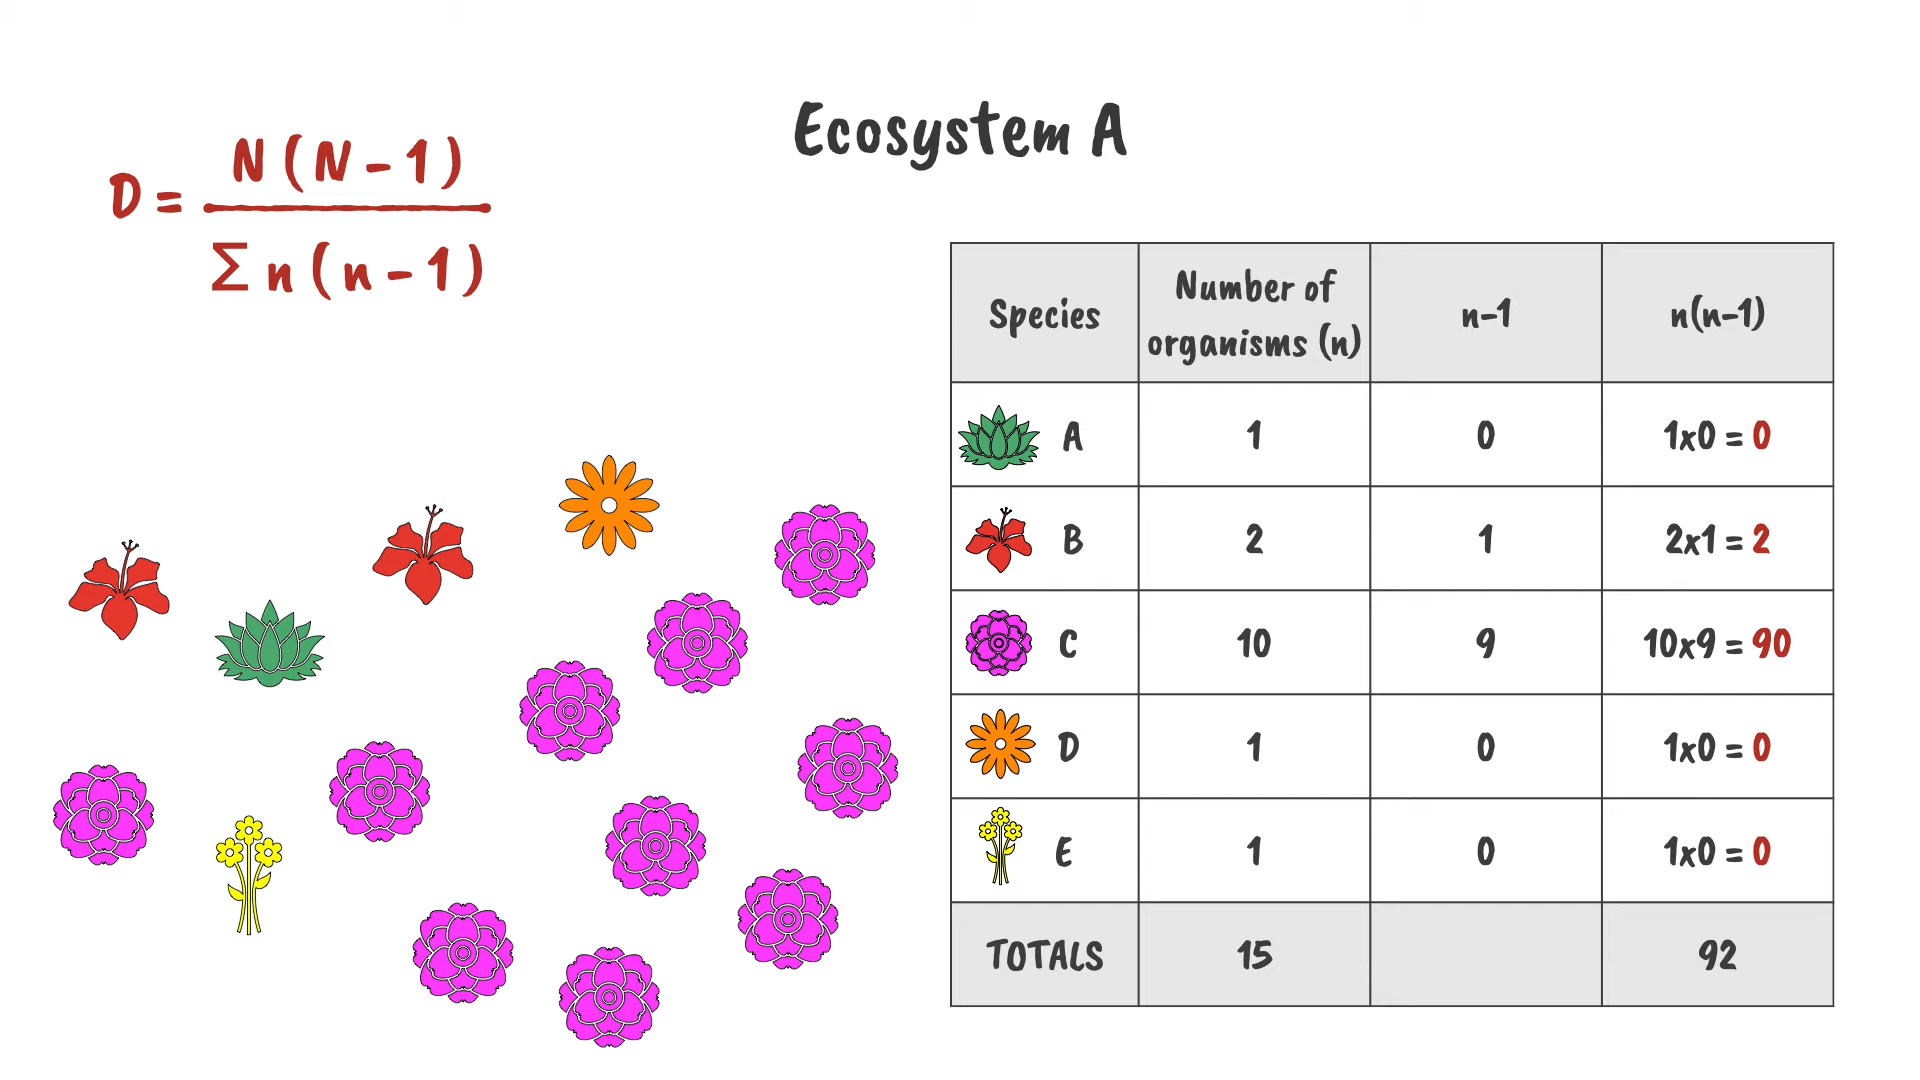 Ecosystem A
D = N ( N - 1 )
Σ n ( n - 1 )
Species Number of organisms (n) n-1 n(n-1)
A 1 0 1x0 = 0
B 2 1 2x1 = 2
C 10 9 10x9 = 90
D 1 0 1x0 = 0
E 1 0 1x0 = 0
TOTALS 15 92